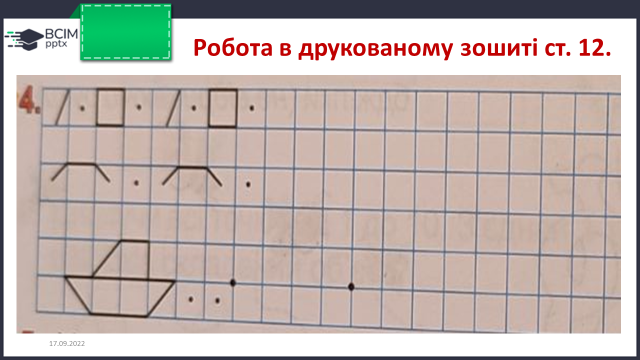 ВСІМ
pptx
Робота в друкованому зошиті ст. 12.
4.
17.09.2022